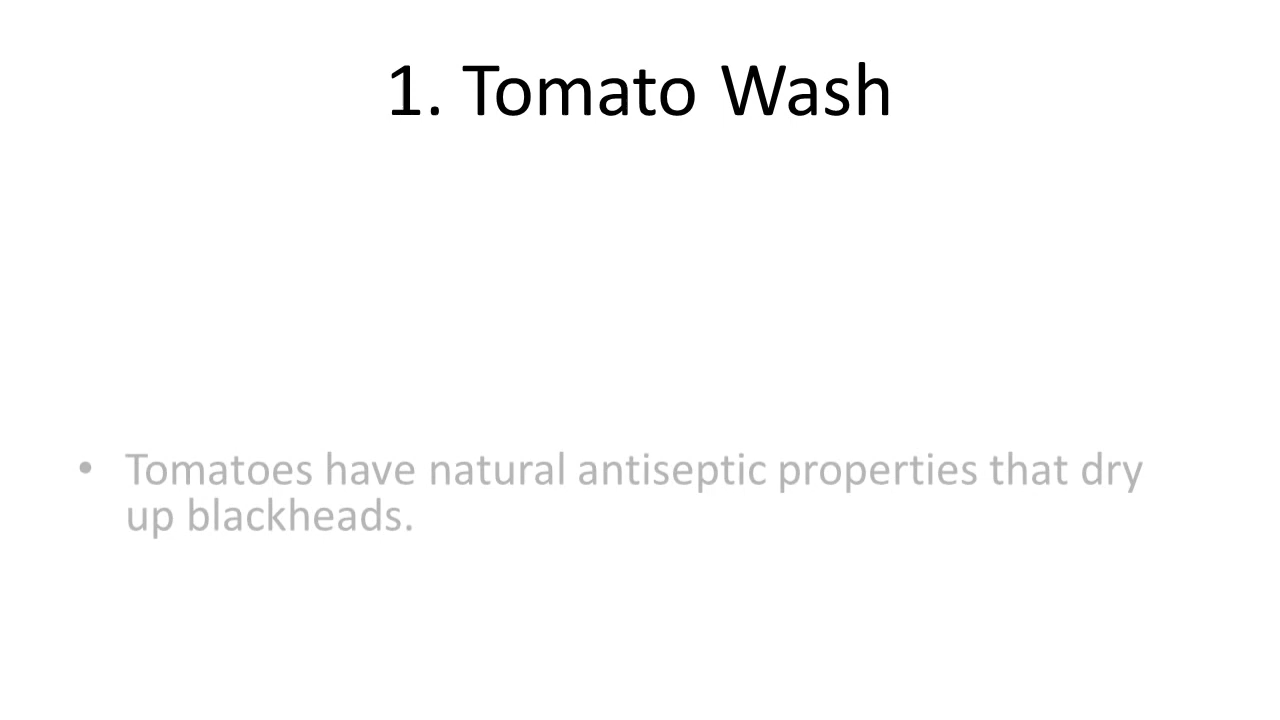 1. Tomato Wash
• Tomatoes have natural antiseptic properties that dry
up blackheads.